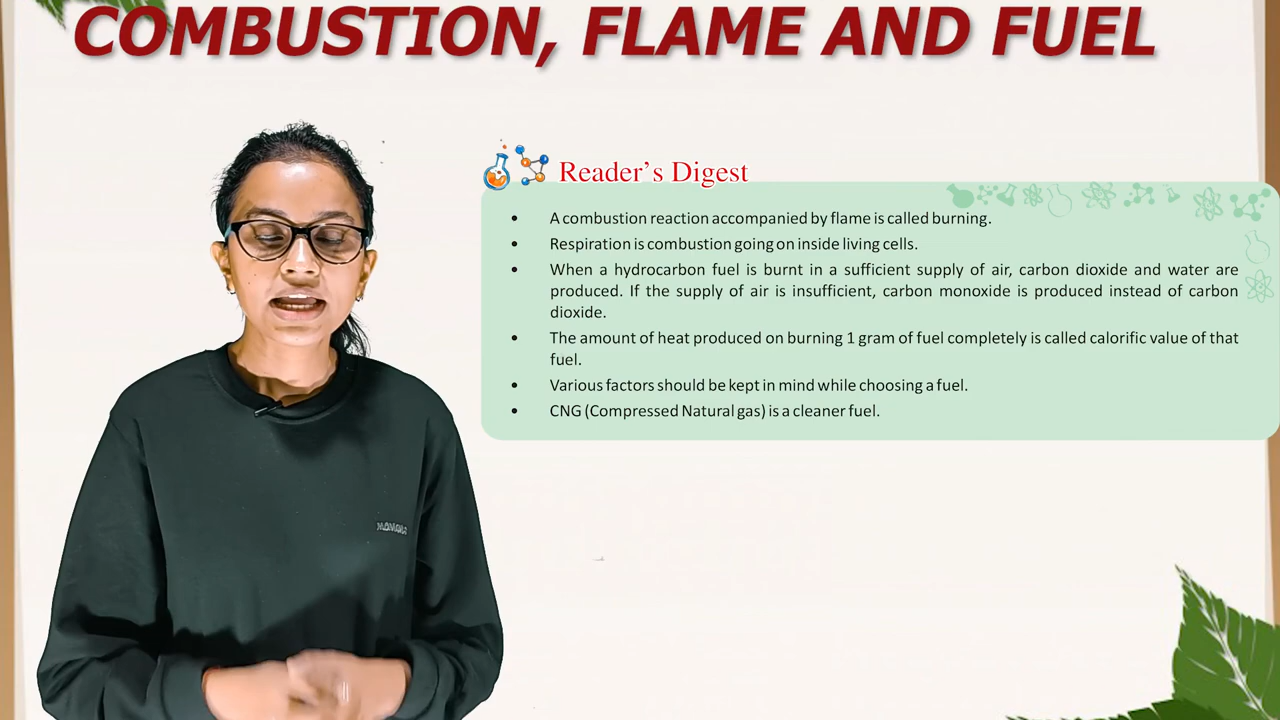 COMBUSTION, FLAME AND FUEL
Reader's Digest
• A combustion reaction accompanied by flame is called burning.
• Respiration is combustion going on inside living cells.
• When a hydrocarbon fuel is burnt in a sufficient supply of air, carbon dioxide and water are
produced. If the supply of air is insufficient, carbon monoxide is produced instead of carbon
dioxide.
• The amount of heat produced on burning 1 gram of fuel completely is called calorific value of that
fuel.
• Various factors should be kept in mind while choosing a fuel.
• CNG (Compressed Natural gas) is a cleaner fuel.